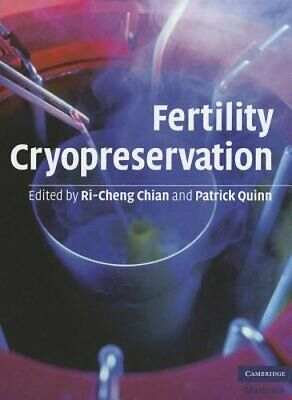 Fertility
Cryopreservation
Edited by Ri-Cheng Chian and Patrick Quinn
CAMBRIDGE
Medicine